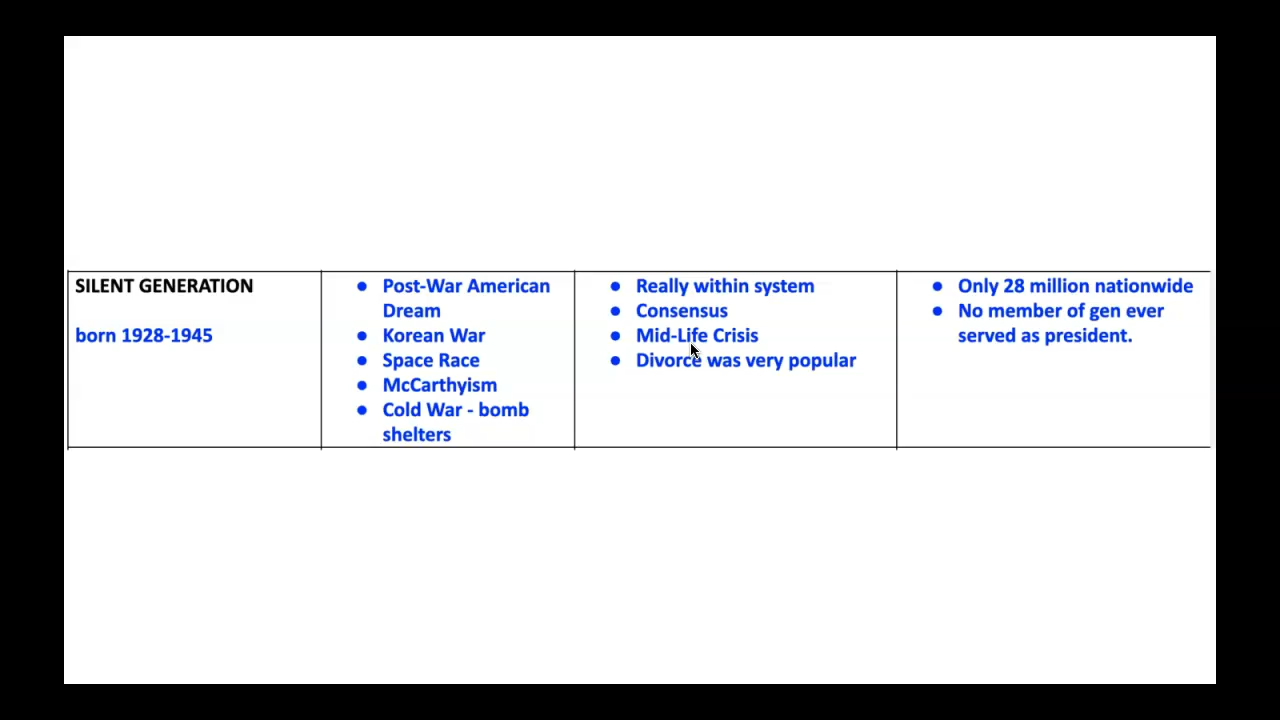 SILENT GENERATION
born 1928-1945
● Post-War American
Dream
● Korean War
● Space Race
● McCarthyism
● Cold War - bomb
shelters
● Really within system
● Consensus
● Mid-Life Crisis
● Divorce was very popular
● Only 28 million nationwide
● No member of gen ever
served as president.